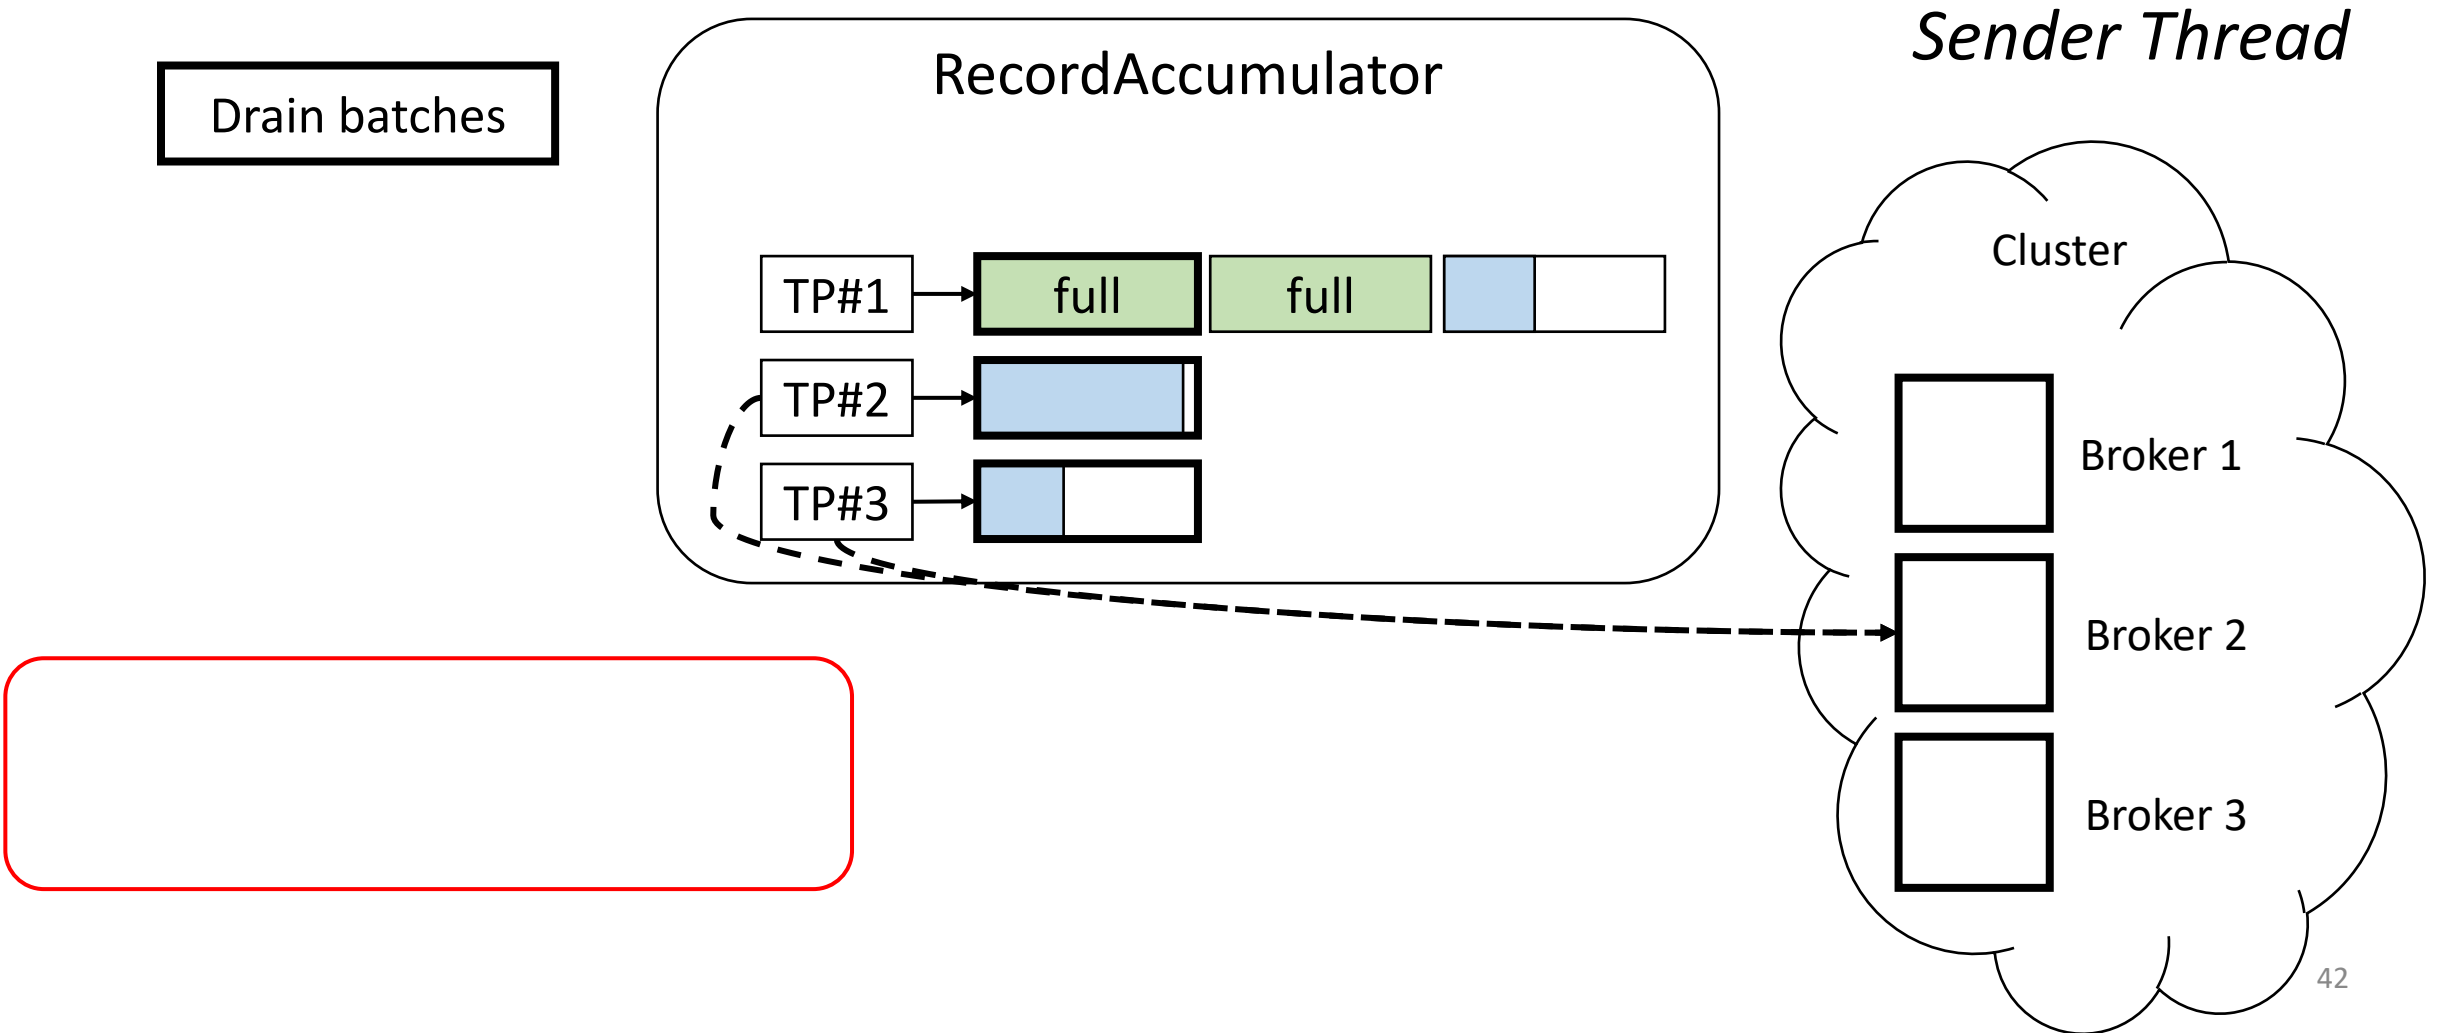 Sender Thread
RecordAccumulator
Drain batches
Cluster
TP#1
full
full
TP#2
TP#3
Broker 1
Broker 2
Broker 3
42